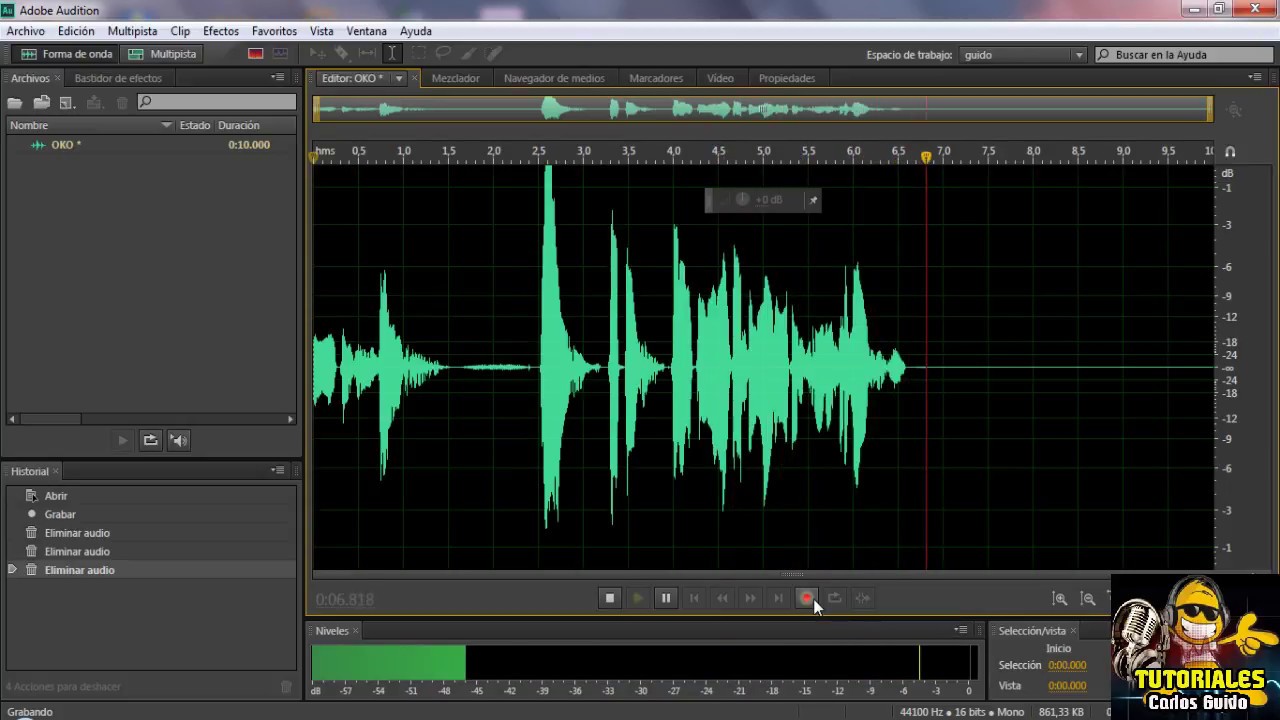 Au Adobe Audition
Archivo Edición Multipista Clip Efectos Favoritos Vista Ventana Ayuda
Forma de onda Multipista Espacio de trabajo: guido Buscar en la Ayuda
Archivos × Bastidor de efectos Editor: OKO * Mezclador Navegador de medios Marcadores Vídeo Propiedades
Nombre Estado Duración
OKO * 0:10.000
hms 0,5 1,0 1,5 2,0 2,5 3,0 3,5 4,0 4,5 5,0 5,5 6,0 6,5 7,0 7,5 8,0 8,5 9,0 9,5 10
dB
-1
-3
-6
-9
-12
-18
-24
-∞
-24
-18
-12
-9
-6
-3
-1
+0 dB
Historial ×
Abrir
Grabar
Eliminar audio
Eliminar audio
Eliminar audio
4 Acciones para deshacer
0:06.818
Niveles ×
dB -57 -54 -51 -48 -45 -42 -39 -36 -33 -30 -27 -24 -21 -18 -15 -12 -9 -6 -3 0
Selección/vista ×
Inicio
Selección 0:00.000
Vista 0:00.000
Grabando
44100 Hz • 16 bits • Mono 861,33 KB
TUTORIALES
Carlos Guido